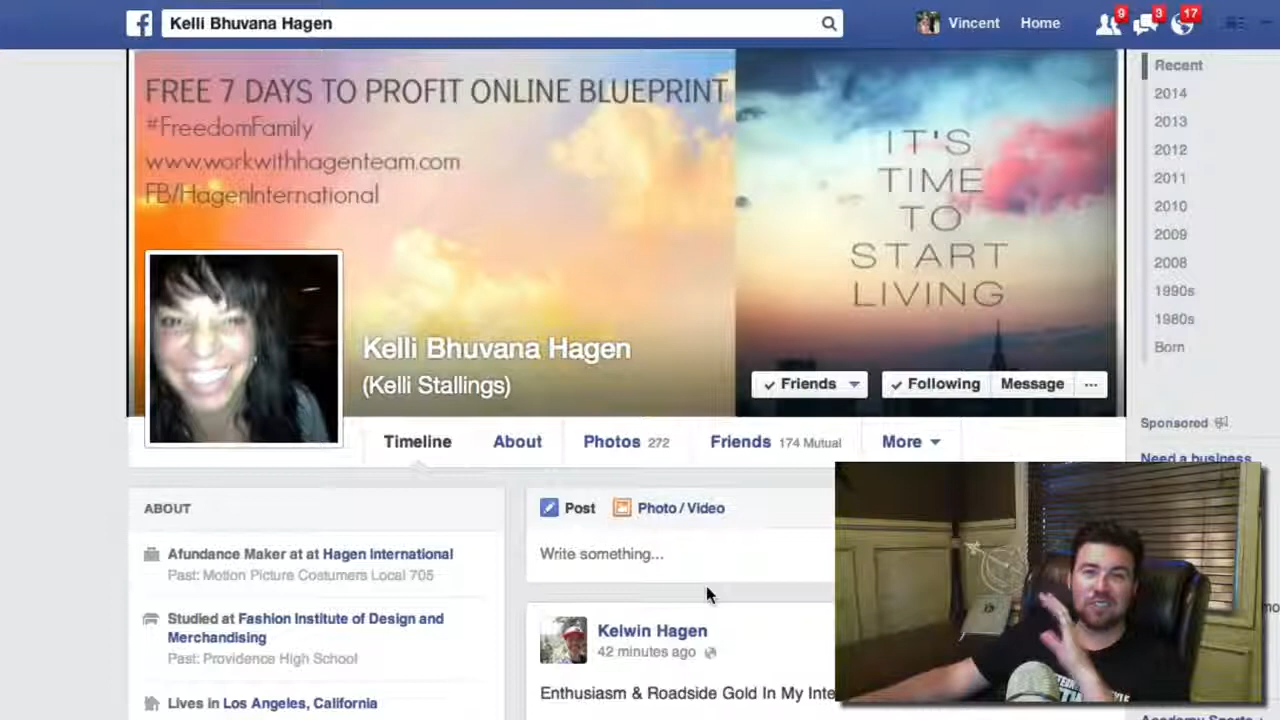 Kelli Bhuvana Hagen
Vincent
Home
9
3
17
FREE 7 DAYS TO PROFIT ONLINE BLUEPRINT
#FreedomFamily
www.workwithhagenteam.com
FB/HagenInternational
IT'S
TIME
TO
START
LIVING
Kelli Bhuvana Hagen
(Kelli Stallings)
Friends
Following
Message
...
Timeline
About
Photos 272
Friends 174 Mutual
More
Recent
2014
2013
2012
2011
2010
2009
2008
1990s
1980s
Born
Sponsored
Need a business
ABOUT
Afundance Maker at at Hagen International
Past: Motion Picture Costumers Local 705
Studied at Fashion Institute of Design and
Merchandising
Past: Providence High School
Lives in Los Angeles, California
Post
Photo / Video
Write something...
Kelwin Hagen
42 minutes ago
Enthusiasm & Roadside Gold In My Inte